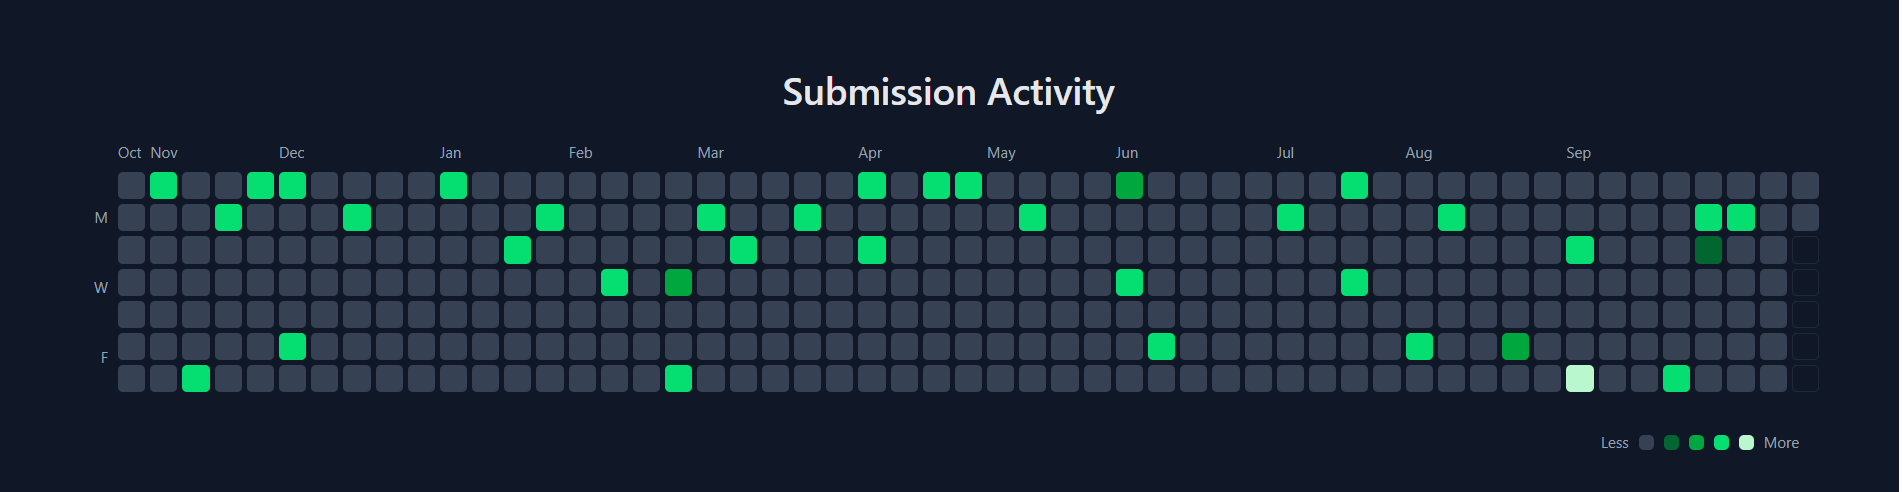 Submission Activity
Oct Nov Dec Jan Feb Mar Apr May Jun Jul Aug Sep
M
W
F
Less More